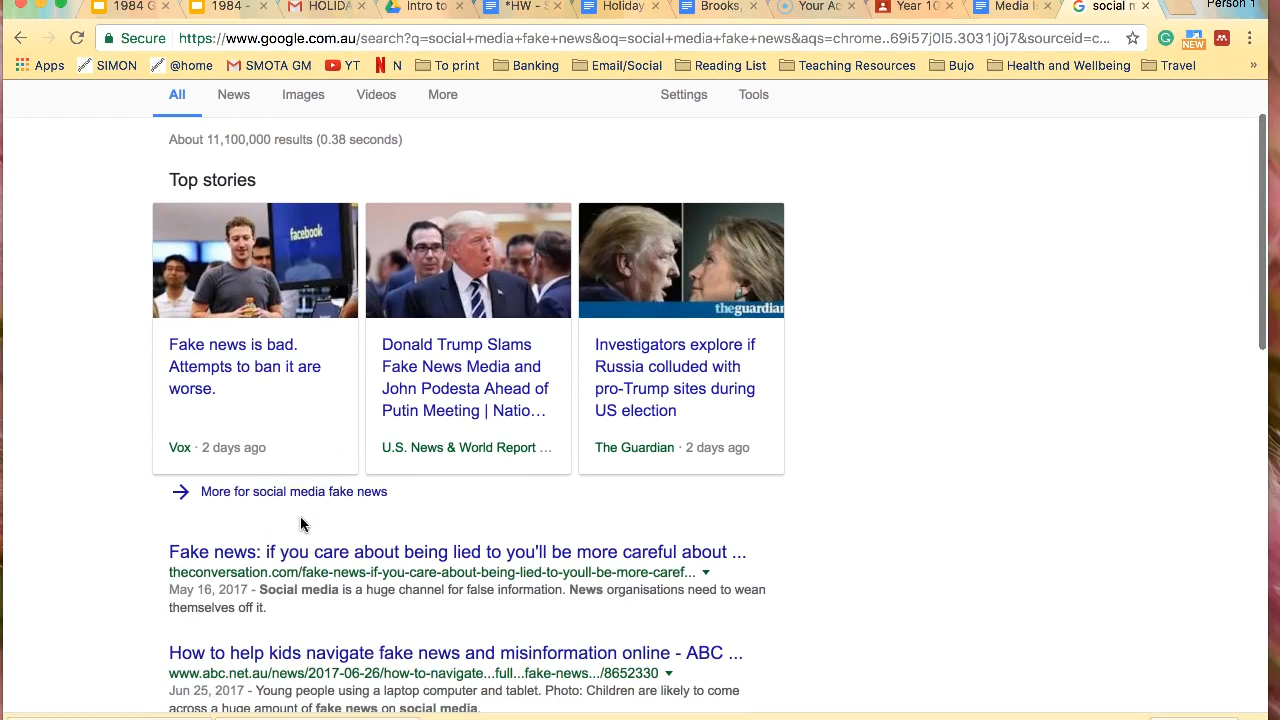 1984 G
1984 -
HOLIDA
Intro to
*HW - S
Holiday
Brooks,
Your Ac
Year 10
Media Is
social m
Person 1
Secure
https://www.google.com.au/search?q=social+media+fake+news&oq=social+media+fake+news&aqs=chrome..69i57j0l5.3031j0j7&sourceid=c...
NEW
Apps SIMON @home SMOTA GM YT N To print Banking Email/Social Reading List Teaching Resources Bujo Health and Wellbeing Travel »
All News Images Videos More Settings Tools
About 11,100,000 results (0.38 seconds)
Top stories
facebook
theguardian
Fake news is bad.
Attempts to ban it are
worse.
Vox · 2 days ago
Donald Trump Slams
Fake News Media and
John Podesta Ahead of
Putin Meeting | Natio...
U.S. News & World Report ...
Investigators explore if
Russia colluded with
pro-Trump sites during
US election
The Guardian · 2 days ago
More for social media fake news
Fake news: if you care about being lied to you'll be more careful about ...
theconversation.com/fake-news-if-you-care-about-being-lied-to-youll-be-more-caref...
May 16, 2017 - Social media is a huge channel for false information. News organisations need to wean
themselves off it.
How to help kids navigate fake news and misinformation online - ABC ...
www.abc.net.au/news/2017-06-26/how-to-navigate...full...fake-news.../8652330
Jun 25, 2017 - Young people using a laptop computer and tablet. Photo: Children are likely to come
across a huge amount of fake news on social media.